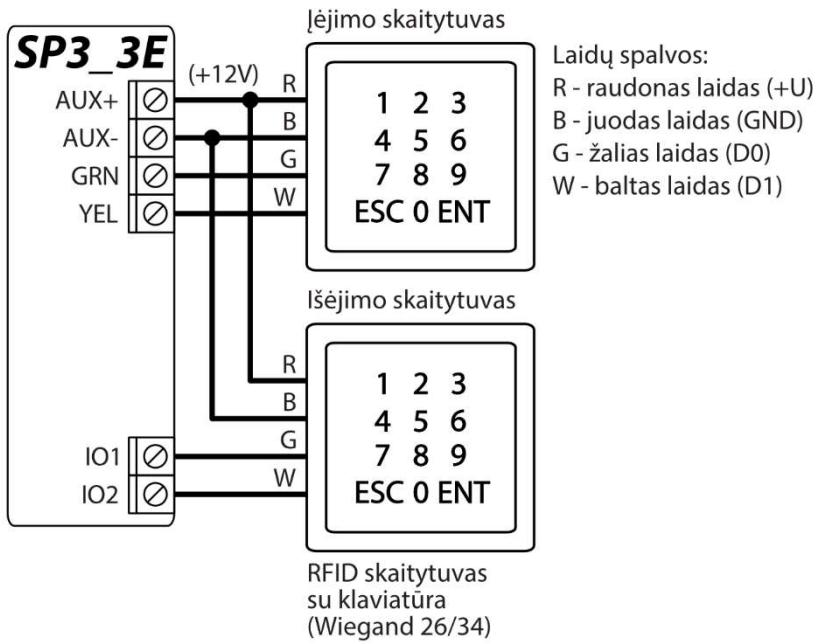 Įėjimo skaitytuvas
SP3_3E
(+12V)
AUX+
AUX-
GRN
YEL
R
B
G
W
1 2 3
4 5 6
7 8 9
ESC 0 ENT
Laidų spalvos:
R - raudonas laidas (+U)
B - juodas laidas (GND)
G - žalias laidas (D0)
W - baltas laidas (D1)
Išėjimo skaitytuvas
IO1
IO2
R
B
G
W
1 2 3
4 5 6
7 8 9
ESC 0 ENT
RFID skaitytuvas
su klaviatūra
(Wiegand 26/34)